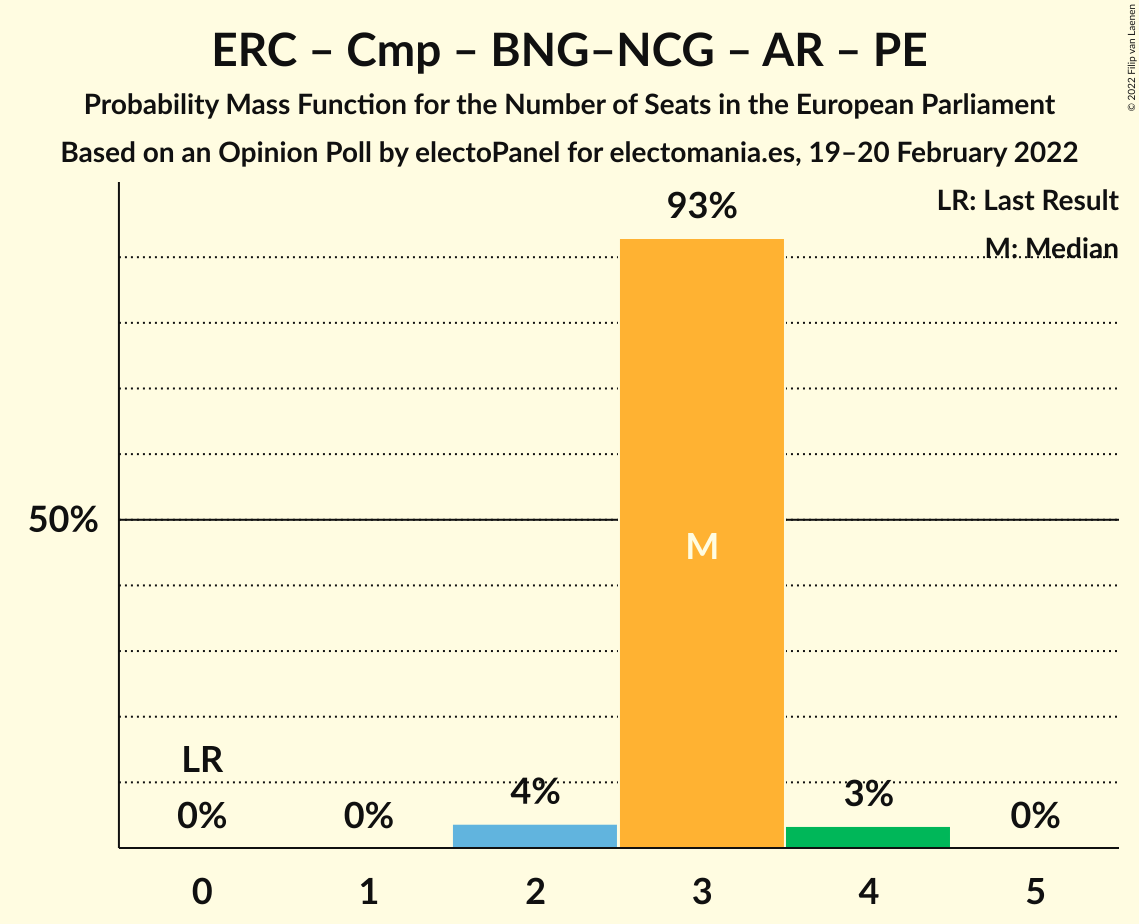 ERC – Cmp – BNG–NCG – AR – PE
Probability Mass Function for the Number of Seats in the European Parliament
Based on an Opinion Poll by electoPanel for electomania.es, 19–20 February 2022
© 2022 Filip van Laenen
LR: Last Result
M: Median
93%
50%
M
LR
0%
0%
4%
3%
0%
0
1
2
3
4
5